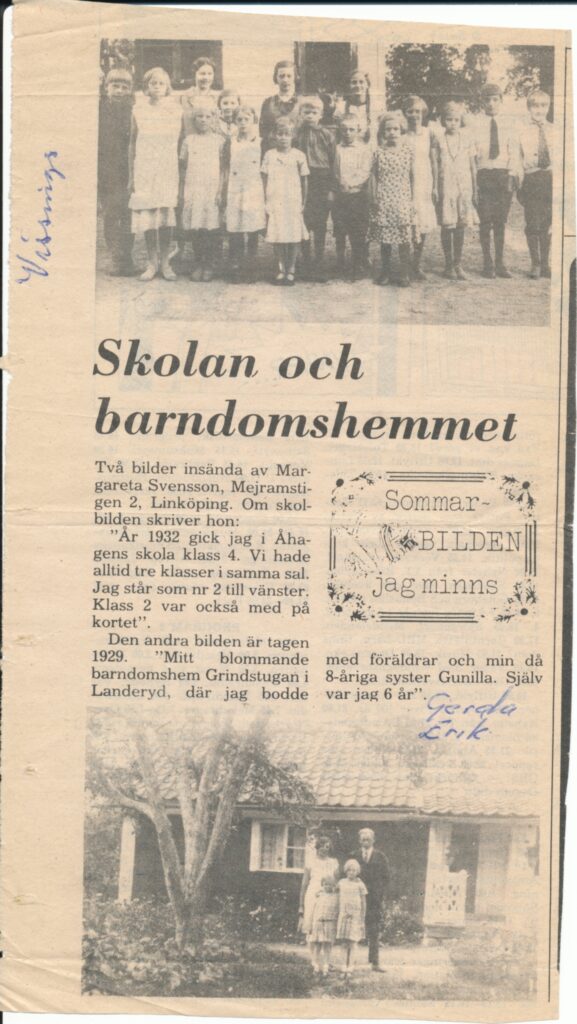 Vissings
Skolan och
barndomshemmet
Två bilder insända av Mar-
gareta Svensson, Mejramsti-
gen 2, Linköping. Om skol-
bilden skriver hon:
"År 1932 gick jag i Åha-
gens skola klass 4. Vi hade
alltid tre klasser i samma sal.
Jag står som nr 2 till vänster.
Klass 2 var också med på
kortet".
Den andra bilden är tagen
1929. "Mitt blommande
barndomshem Grindstugan i
Landeryd, där jag bodde
Sommar-
BILDEN
jag minns
med föräldrar och min då
8-åriga syster Gunilla. Själv
var jag 6 år".
Gerda
Erik